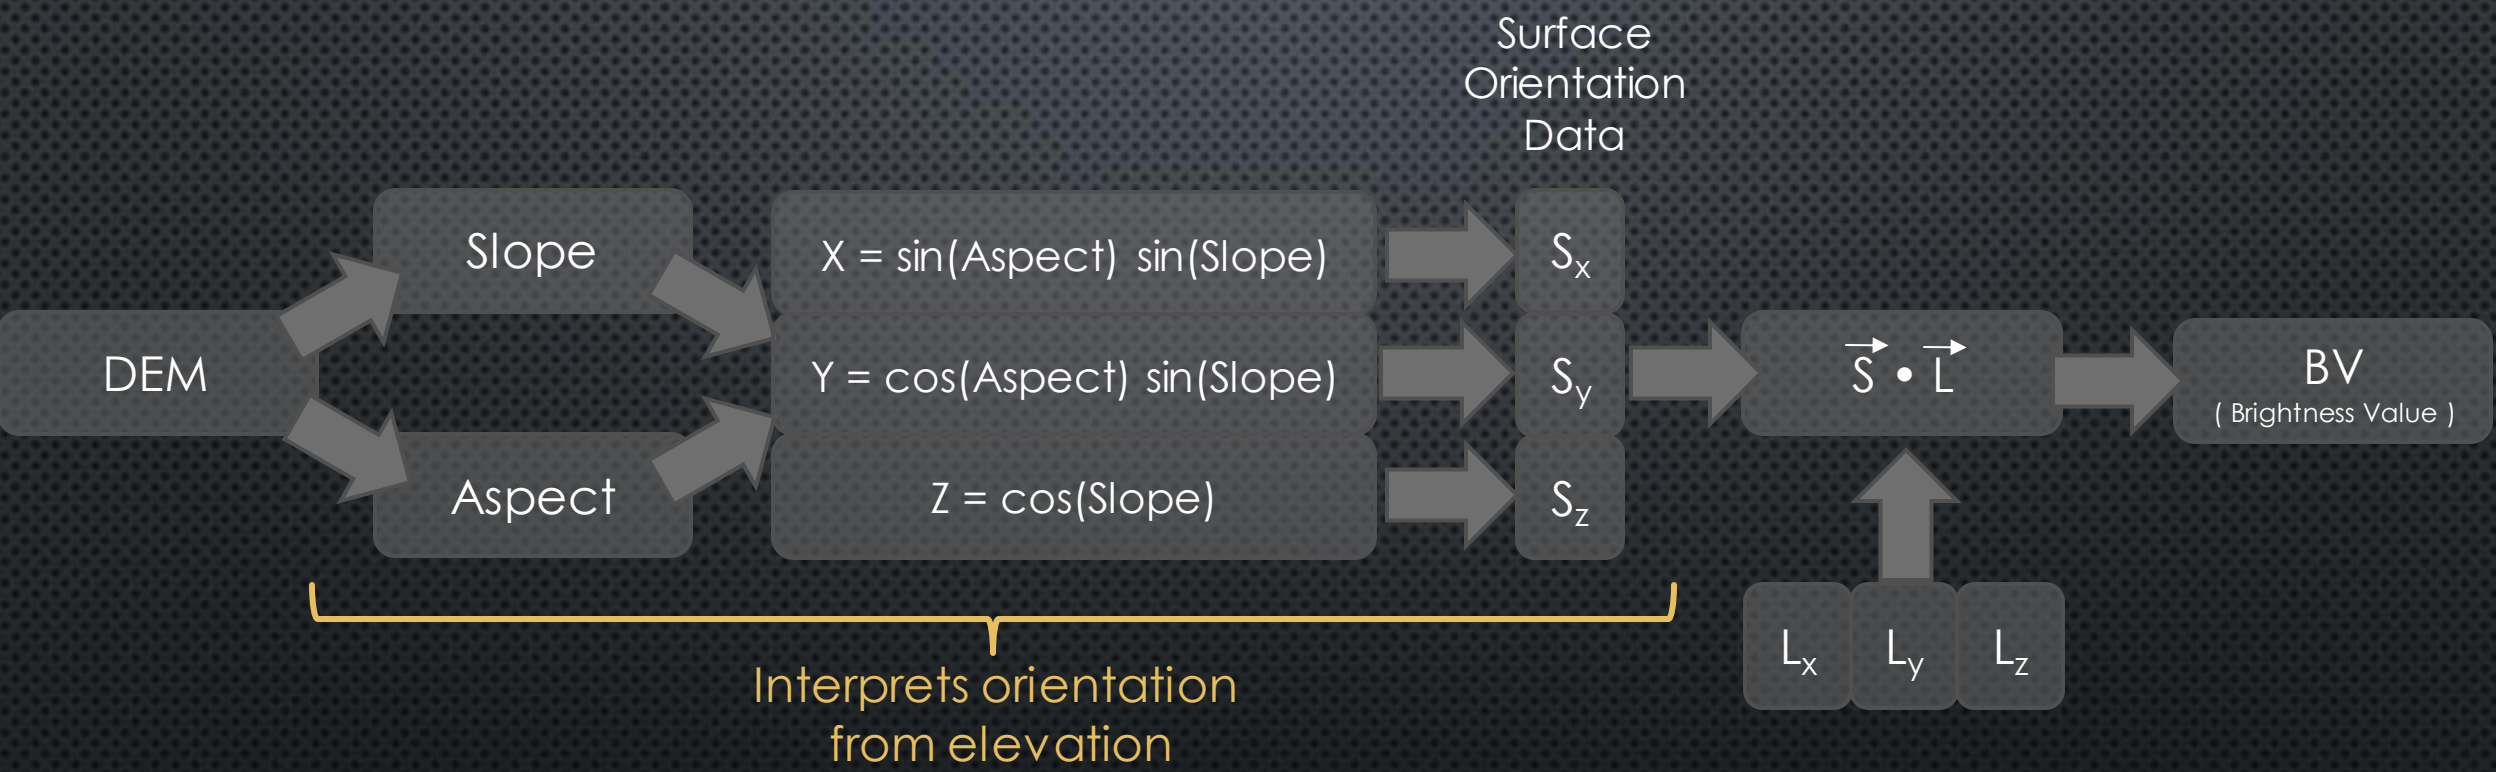 Surface
Orientation
Data
DEM
Slope
Aspect
X = sin(Aspect) sin(Slope)
Y = cos(Aspect) sin(Slope)
Z = cos(Slope)
Sx
Sy
Sz
S • L
BV
( Brightness Value )
Lx Ly Lz
Interprets orientation
from elevation